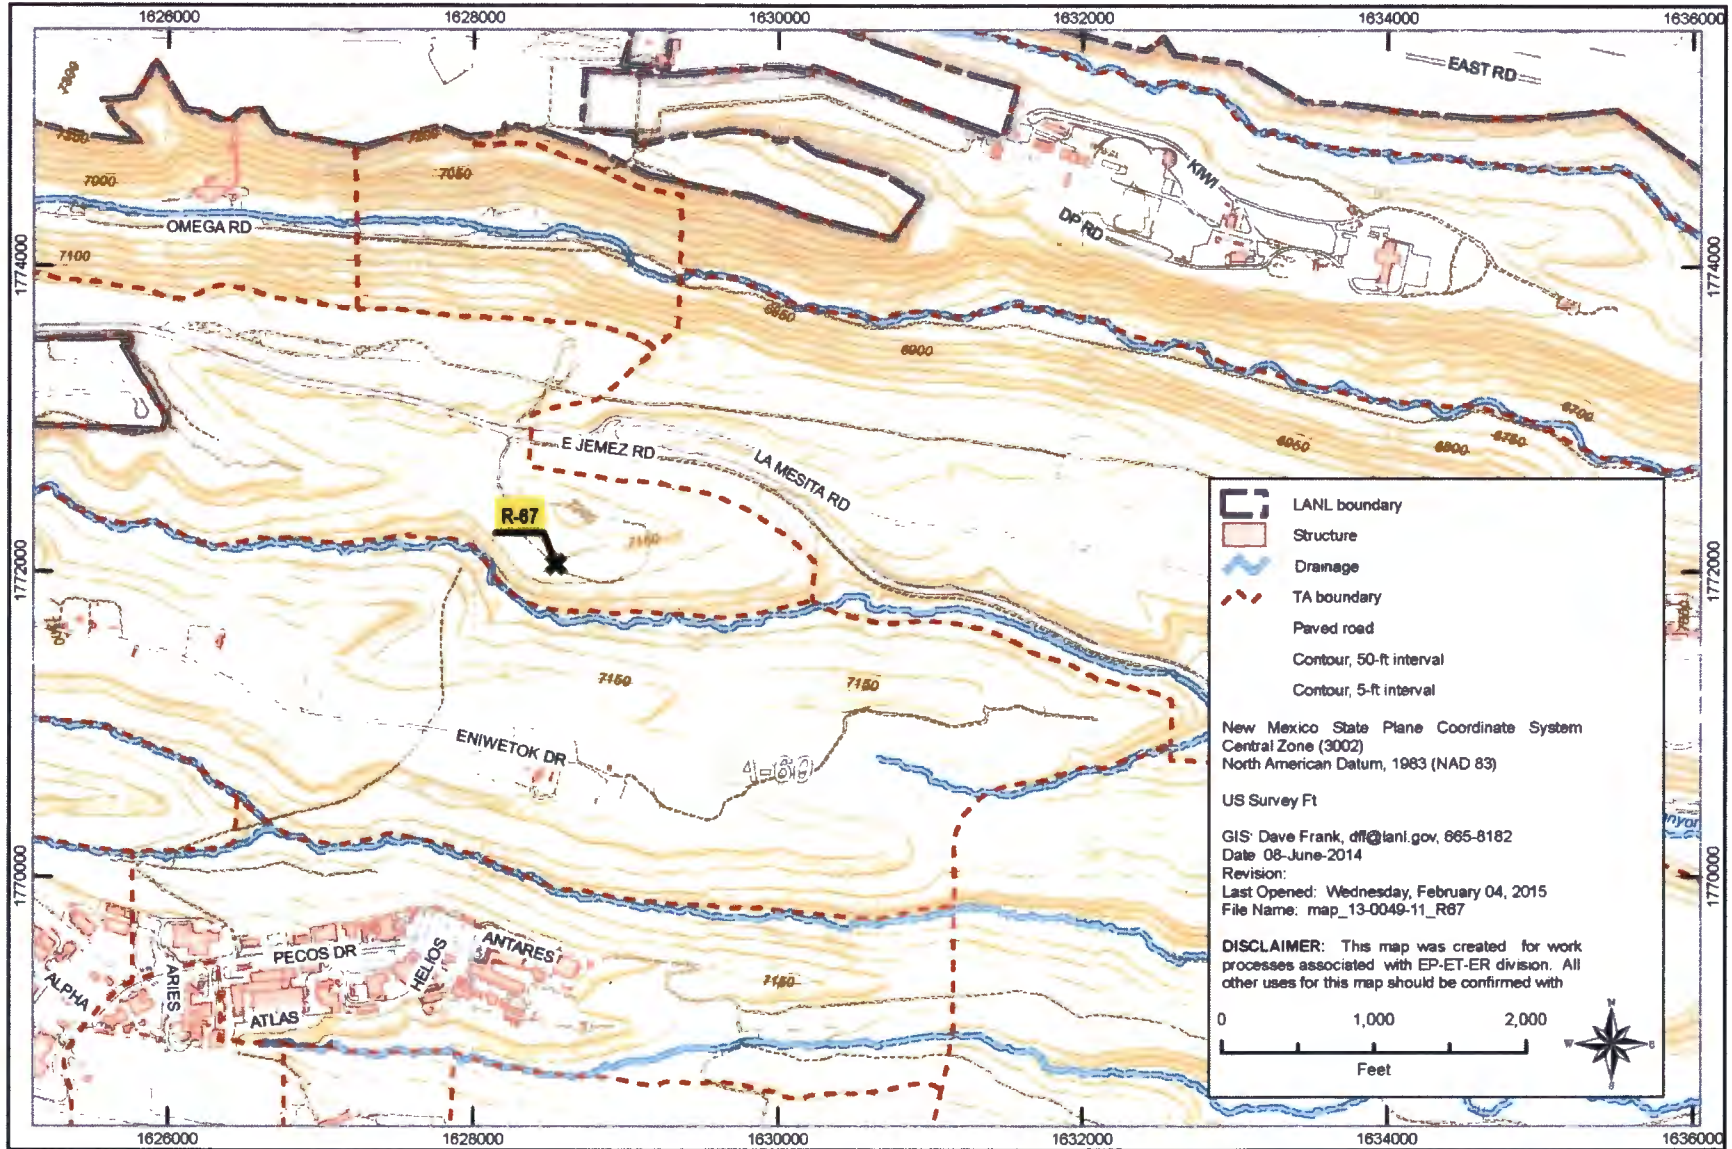 1626000 1628000 1630000 1632000 1634000 1636000
EAST RD
KIWI
7050
7000
OMEGA RD
DP RD
7100
1774000
1774000
6850
6900
6700
6750
6950
6800
E JEMEZ RD
LA MESITA RD
R-67
7150
1772000
1772000
7150
7150
ENIWETOK DR
4-60
1770000
1770000
PECOS DR
HELIOS
ANTARES
ALPHA
ARIES
ATLAS
7150
LANL boundary
Structure
Drainage
TA boundary
Paved road
Contour, 50-ft interval
Contour, 5-ft interval
New Mexico State Plane Coordinate System
Central Zone (3002)
North American Datum, 1983 (NAD 83)
US Survey Ft
GIS: Dave Frank, dff@lanl.gov, 665-8182
Date 08-June-2014
Revision:
Last Opened: Wednesday, February 04, 2015
File Name: map_13-0049-11_R67
DISCLAIMER: This map was created for work
processes associated with EP-ET-ER division. All
other uses for this map should be confirmed with
0 1,000 2,000
Feet
N
W
1626000 1628000 1630000 1632000 1634000 1636000